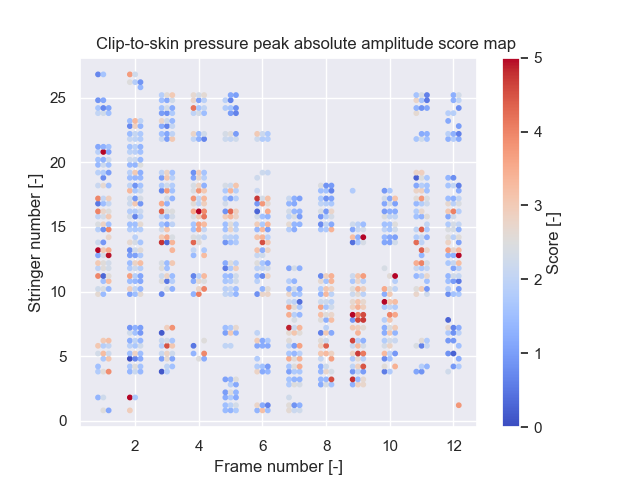 Clip-to-skin pressure peak absolute amplitude score map
25
20
15
10
5
0
Stringer number [-]
2 4 6 8 10 12
Frame number [-]
5
4
3
2
1
0
Score [-]